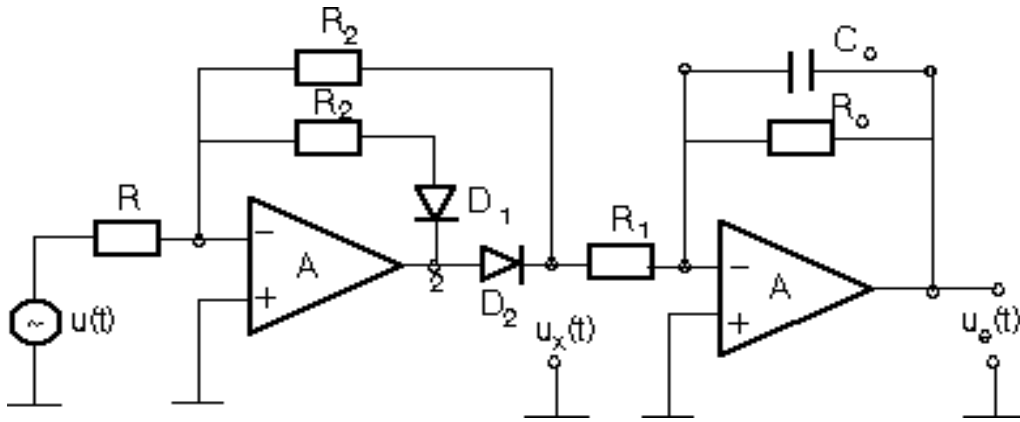 R₂
C₀
R₂
R₀
R
D₁
R₁
−
−
A
2
D₂
A
+
+
~ u(t)
uₓ(t)
uₑ(t)